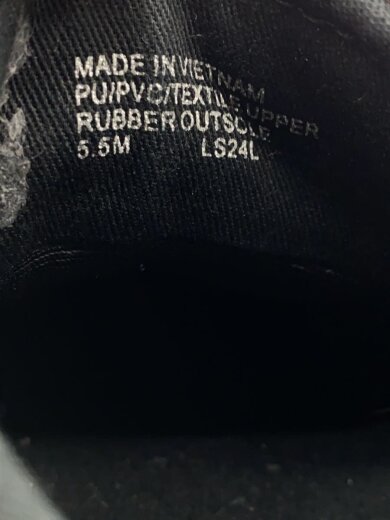 MADE IN VIETNAM
PU/PVC/TEXTILE UPPER
RUBBER OUTSOLE
5.5M LS24L